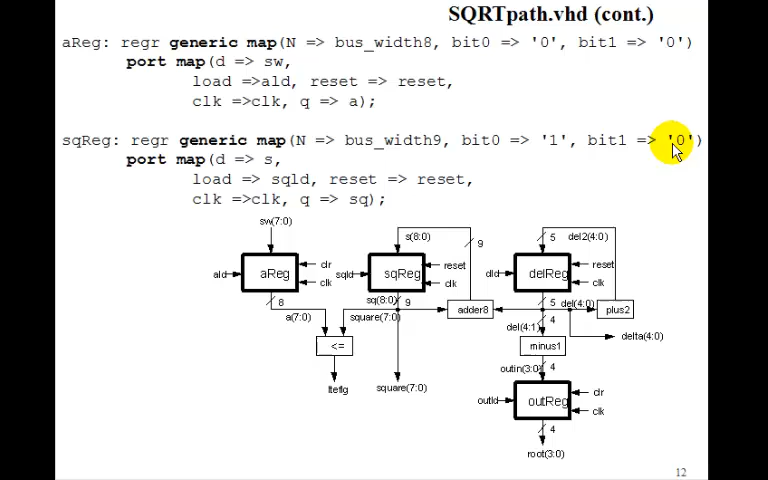 SQRTpath.vhd (cont.)
aReg: regr generic map(N => bus_width8, bit0 => '0', bit1 => '0')
port map(d => sw,
load =>ald, reset => reset,
clk =>clk, q => a);
sqReg: regr generic map(N => bus_width9, bit0 => '1', bit1 => '0')
port map(d => s,
load => sqld, reset => reset,
clk =>clk, q => sq);
sw(7:0)
s(8:0)
9
5
del2(4:0)
ald
aReg
clr
clk
sqld
sqReg
reset
clk
dld
delReg
reset
clk
8
a(7:0)
sq(8:0)
9
square(7:0)
adder8
5
del(4:0)
plus2
del(4:1)
4
delta(4:0)
<=
minus1
lteflg
square(7:0)
outin(3:0)
4
outld
outReg
clr
clk
4
root(3:0)
12